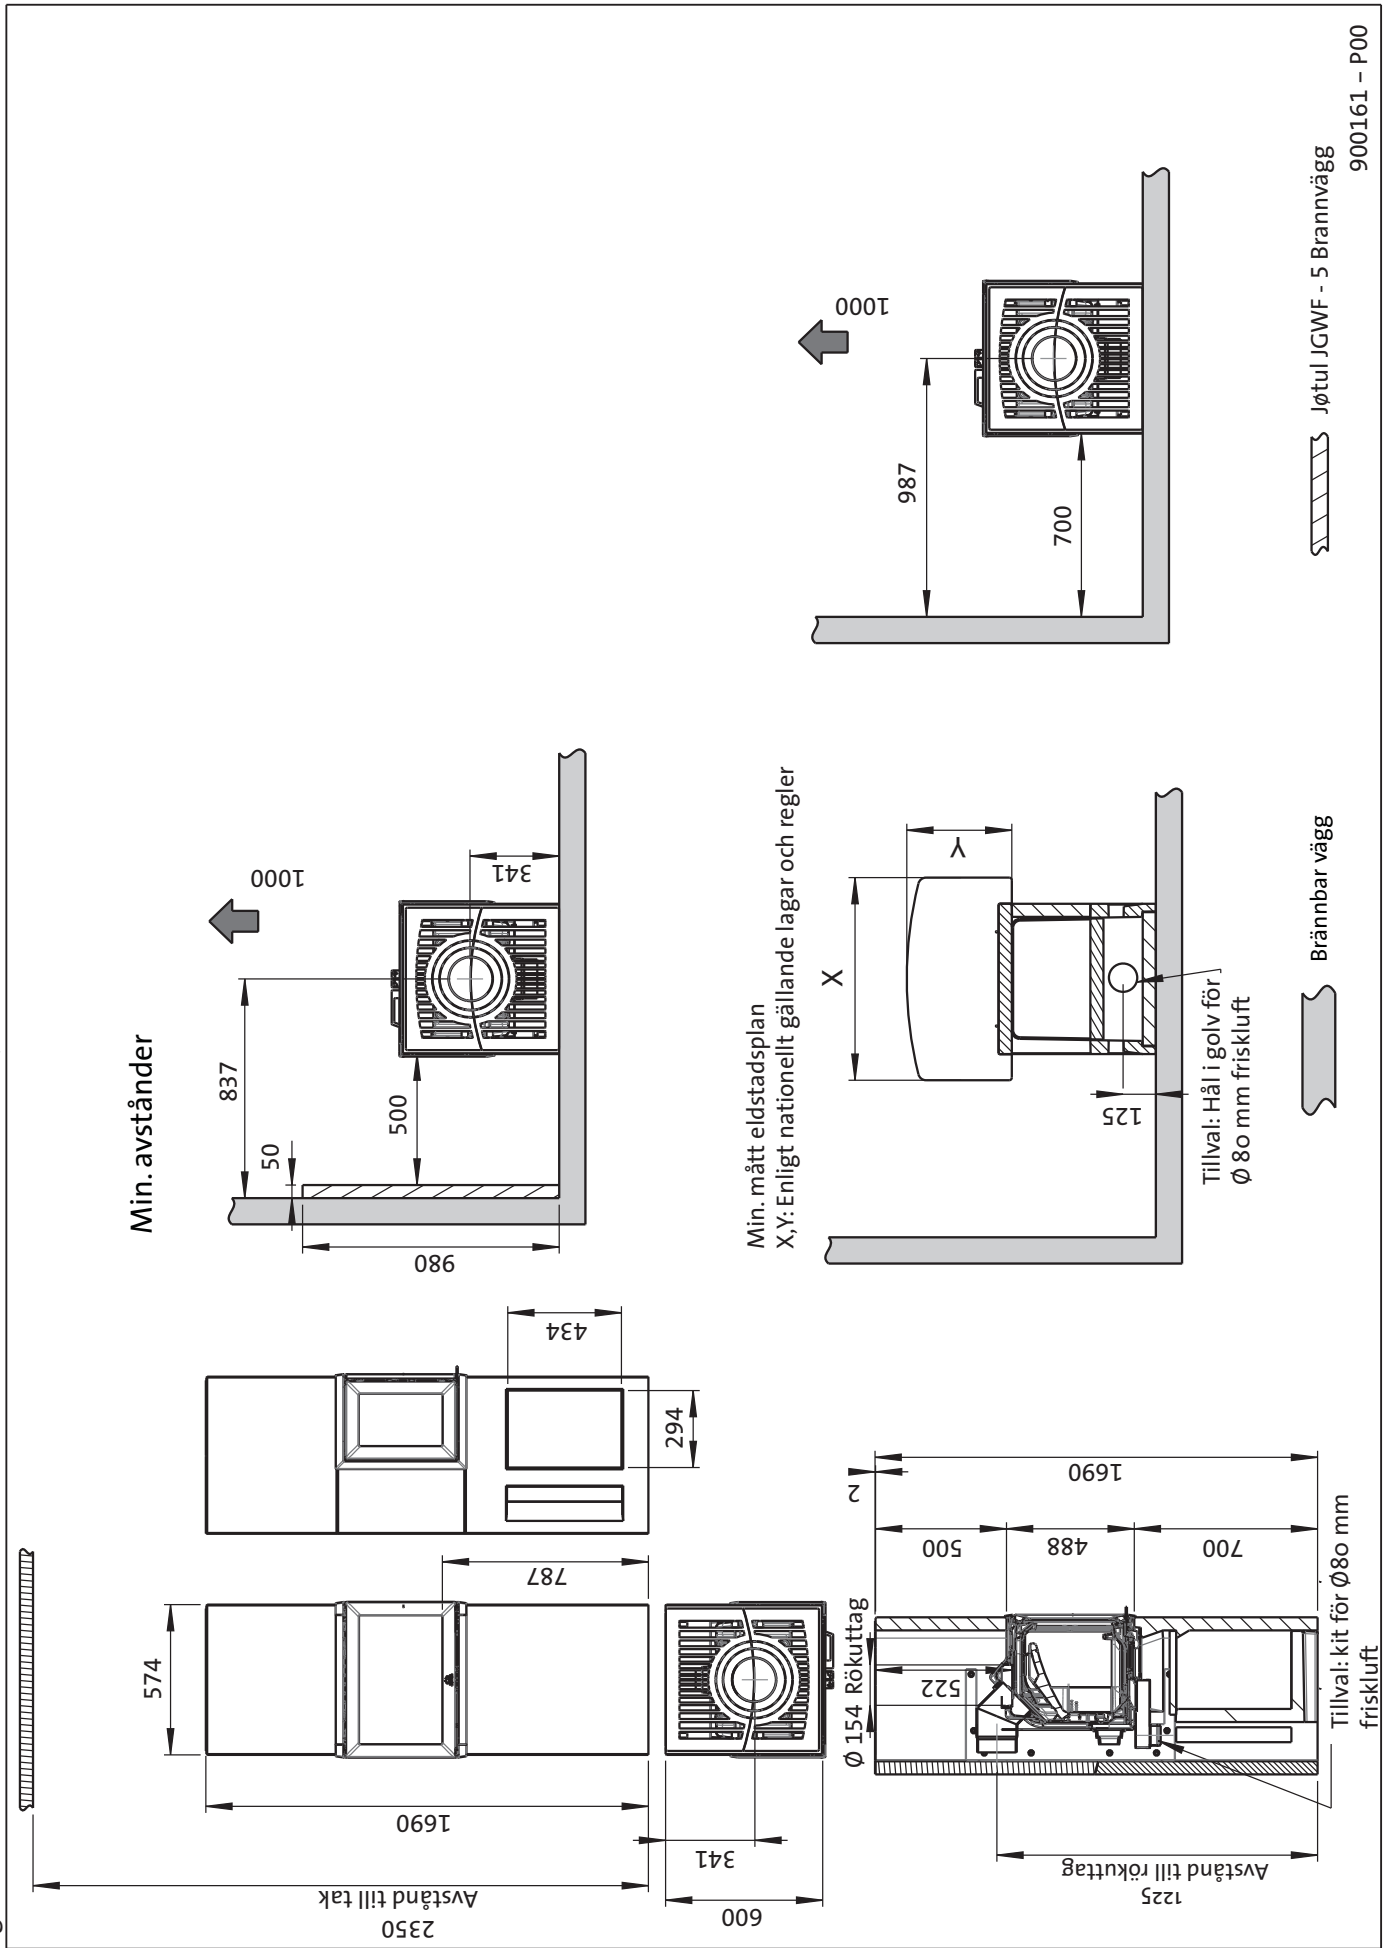 2350
Avstånd till tak
1690
574
787
434
294
341
600
Min. avstånder
50
837
1000
500
980
341
1000
987
700
Ø 154 Rökuttag
2
500
488
700
1690
522
1225
Avstånd till rökuttag
Tillval: kit för Ø80 mm
friskluft
Min. mått eldstadsplan
X,Y: Enligt nationellt gällande lagar och regler
X
Y
125
Tillval: Hål i golv för
Ø 80 mm friskluft
Brännbar vägg
Jøtul JGWF - 5 Brannvägg
900161 – P00